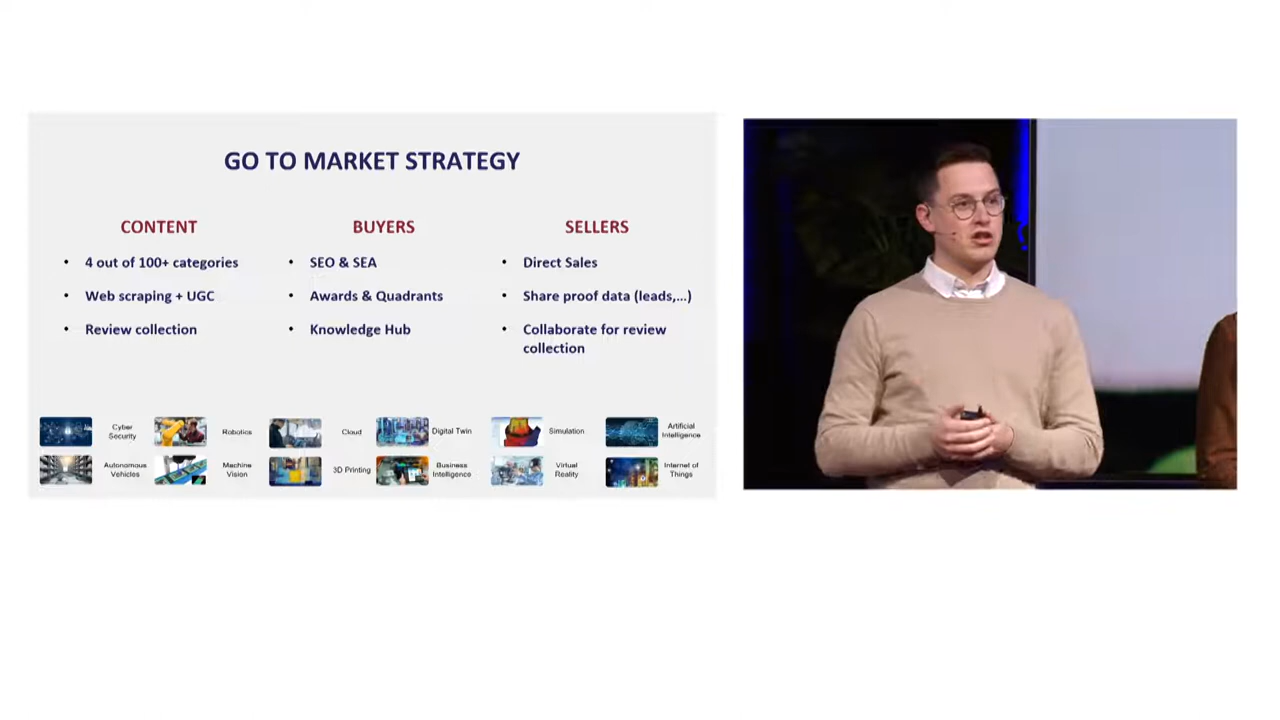 GO TO MARKET STRATEGY
CONTENT
4 out of 100+ categories
Web scraping + UGC
Review collection
BUYERS
SEO & SEA
Awards & Quadrants
Knowledge Hub
SELLERS
Direct Sales
Share proof data (leads,...)
Collaborate for review
collection
Cyber
Security
Robotics
Cloud
Digital Twin
Simulation
Artificial
Intelligence
Autonomous
Vehicles
Machine
Vision
3D Printing
Business
Intelligence
Virtual
Reality
Internet of
Things